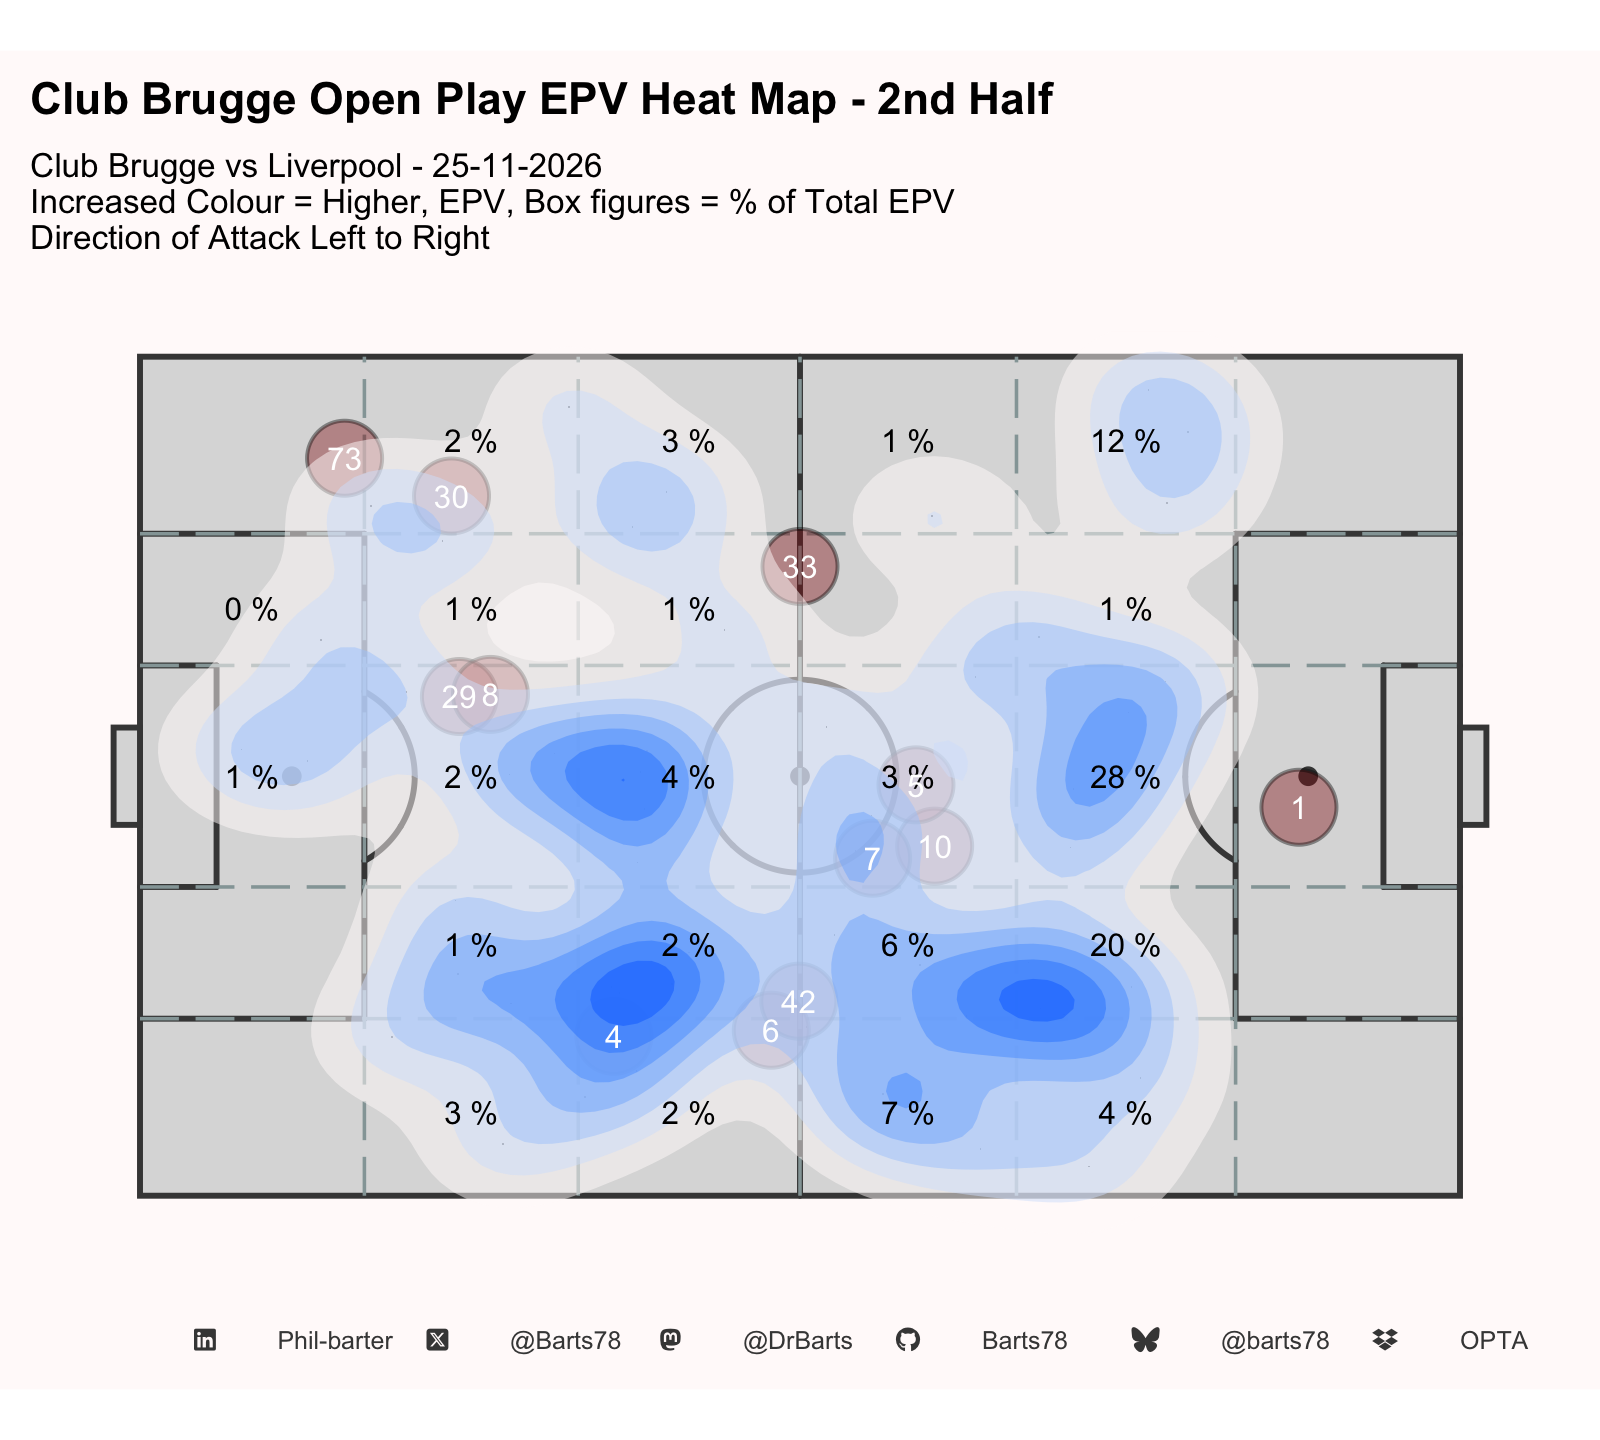 Club Brugge Open Play EPV Heat Map - 2nd Half
Club Brugge vs Liverpool - 25-11-2026
Increased Colour = Higher, EPV, Box figures = % of Total EPV
Direction of Attack Left to Right
2 % 3 % 1 % 12 %
73
30
33
0 % 1 % 1 % 1 %
29 8
1 % 2 % 4 % 3 % 28 %
5
1
7 10
1 % 2 % 6 % 20 %
42
6
4
3 % 2 % 7 % 4 %
Phil-barter @Barts78 @DrBarts Barts78 @barts78 OPTA